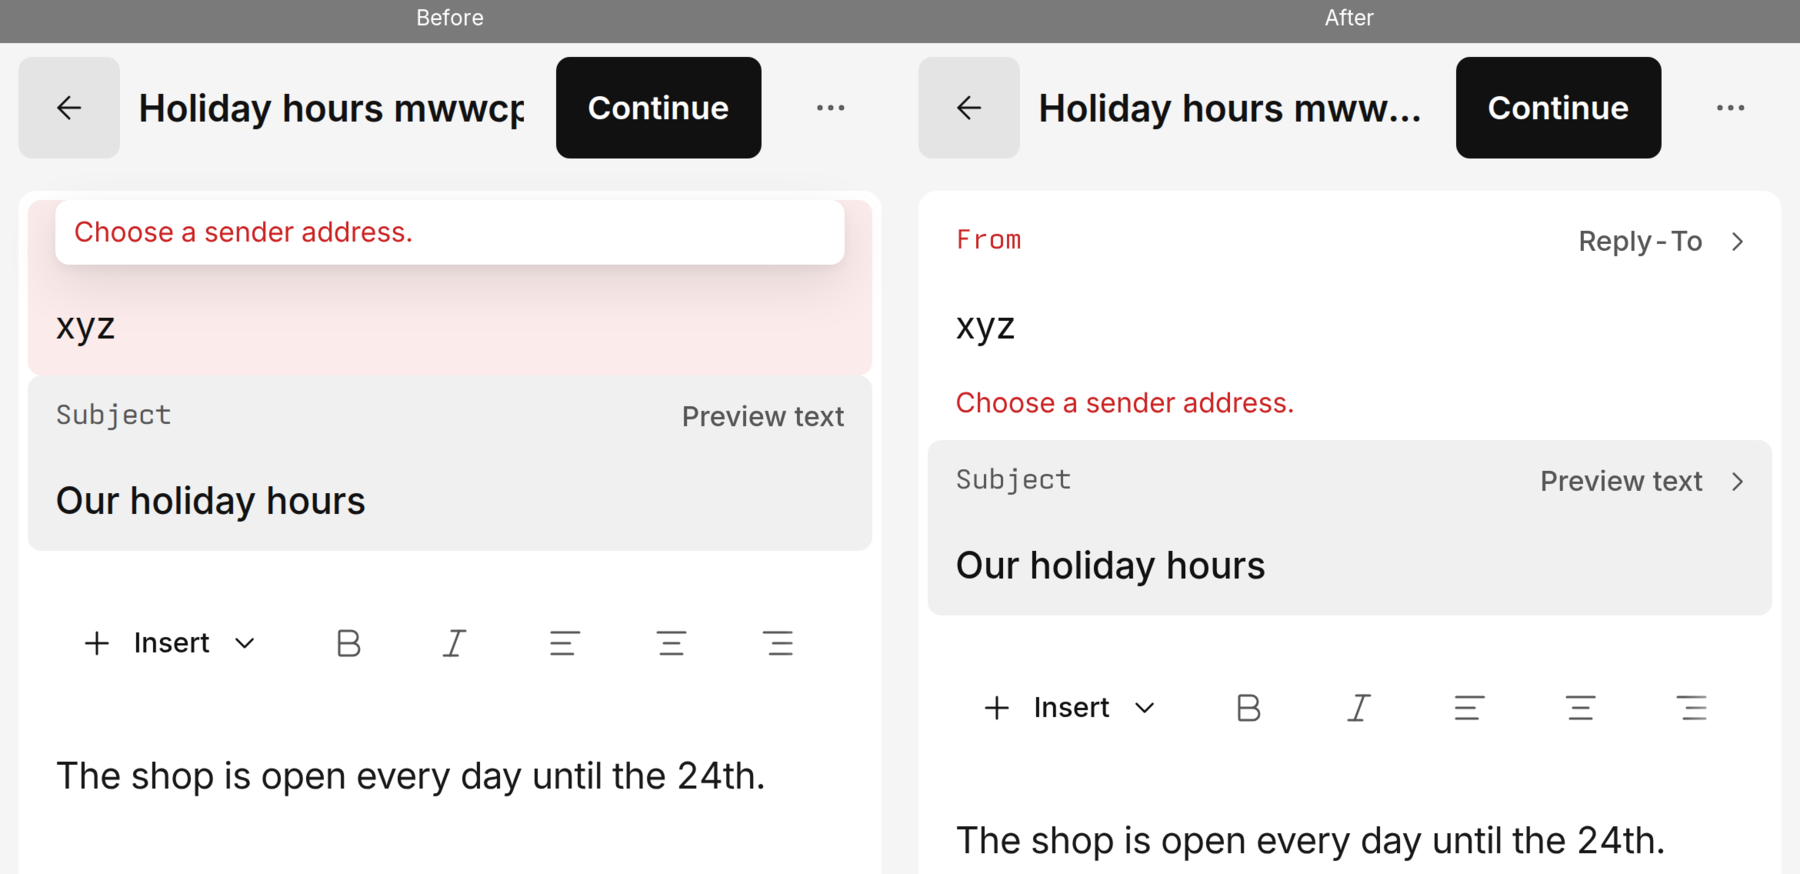 Before
Holiday hours mwwcp
Continue
Choose a sender address.
xyz
Subject
Preview text
Our holiday hours
Insert
The shop is open every day until the 24th.
After
Holiday hours mww...
Continue
From
Reply-To
xyz
Choose a sender address.
Subject
Preview text
Our holiday hours
Insert
The shop is open every day until the 24th.